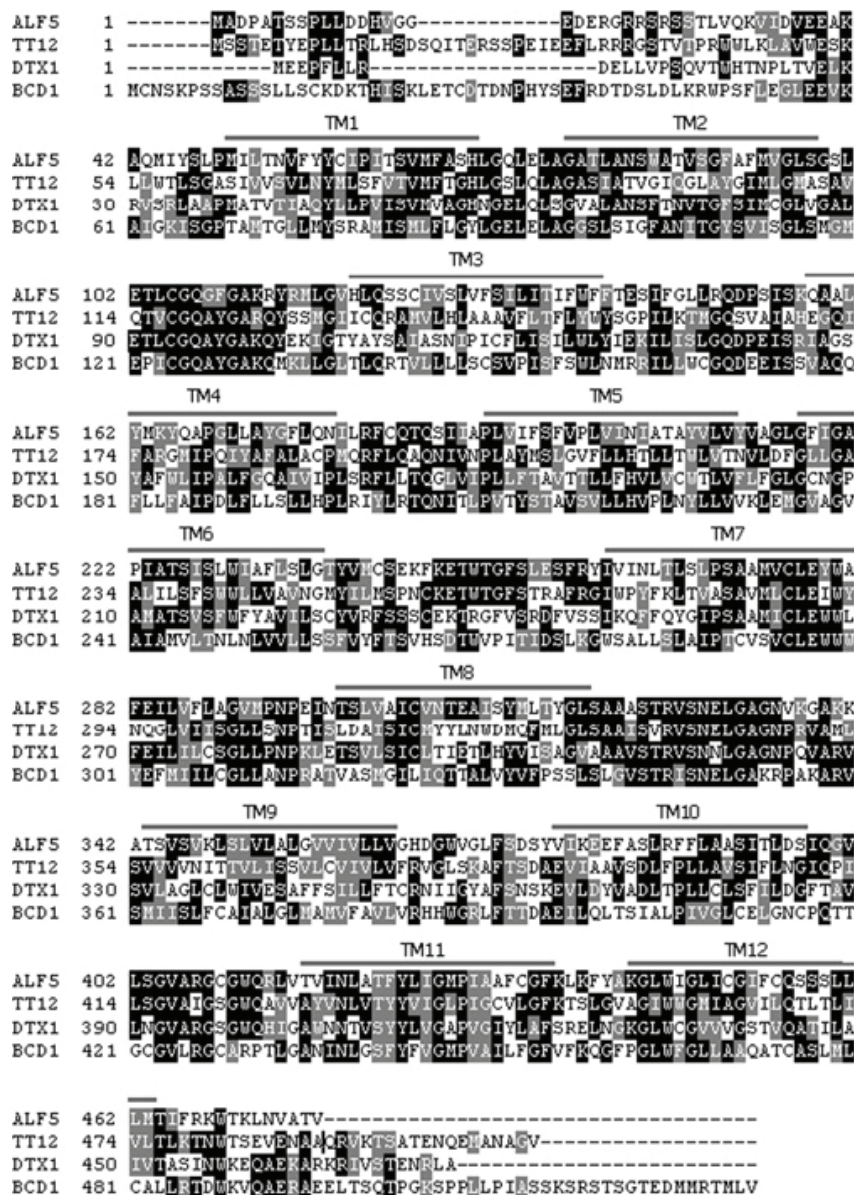 ALF5 1 -------MADPATSSPLLDDHVGG------------EDERGRRSRSSTLVQKVIDVEEAK
TT12 1 -------MSSTETYEPLLTRLHSDSQITERSSPEIEEFLRRRGSTVTPRWWLKLAVWESK
DTX1 1 ----------MEEPFLLR-------------------DELLVPSQVTWHTNPLTVELK
BCD1 1 MCNSKPSSASSSLLSCKDKTHISKLETCDTDNPHYSEFRDTDSLDLKRWPSFLEGLEEVK
TM1 TM2
ALF5 42 AQMIYSLPMILTNVFYYCIPITSVMFASHLGQLELAGATLANSWATVSGFAFMVGLSGSL
TT12 54 LLWTLSGASIVVSVLNYMLSFVTVMFTGHLGSLQLAGASIATVGIQGLAYGIMLGMASAV
DTX1 30 RVSRLAAPMATVTIAQYLLPVISVMVAGHNGELQLSGVALANSFTNVTGFSIMCGLVGAL
BCD1 61 AIGKISGPTAMTGLLMYSRAMISMLFLGYLGELELAGGSLSIGFANITGYSVISGLSMGM
TM3
ALF5 102 ETLCGQGFGAKRYRMLGVHLQSSCIVSLVFSILITIFWFFTESIFGLLRQDPSISKQAAL
TT12 114 QTVCGQAYGARQYSSMGIICQRAMVLHLAAAVFLTFLYWYSGPILKTMGQSVAIAHEGQI
DTX1 90 ETLCGQAYGAKQYEKIGTYAYSAIASNIPICFLISILWLYIEKILISLGQDPEISRIAGS
BCD1 121 EPICGQAYGAKQMKLLGLTLQRTVLLLLSCSVPISFSWLNMRRILLWCGQDEEISSVAQQ
TM4 TM5
ALF5 162 YMKYQAPGLLAYGFLQNILRFCQTQSIIAPLVIFSFVPLVINIATAYVLVYVAGLGFIGA
TT12 174 FARGMIPQIYAFALACPMQRFLQAQNIVNPLAYMSLGVFLLHTLLTWLVTNVLDFGLLGA
DTX1 150 YAFWLIPALFGQAIVIPLSRFLLTQGLVIPLLFTAVTTLLFHVLVCWTLVFLFGLGCNGP
BCD1 181 FLLFAIPDLFLLSLLHPLRIYLRTQNITLPVTYSTAVSVLLHVPLNYLLVVKLEMGVAGV
TM6 TM7
ALF5 222 PIATSISLWIAFLSLGTYVMCSEKFKETWTGFSLESFRYIVINLTLSLPSAAMVCLEYWA
TT12 234 ALILSFSWWLLVAVNGMYILMSPNCKETWTGFSTRAFRGIWPYFKLTVASAVMLCLEIWY
DTX1 210 AMATSVSFWFYAVILSCYVRFSSSCEKTRGFVSRDFVSSIKQFFQYGIPSAAMICLEWWL
BCD1 241 AIAMVLTNLNLVVLLSSFVYFTSVHSDTWVPITIDSLKGWSALLSLAIPTCVSVCLEWWW
TM8
ALF5 282 FEILVFLAGVMPNPEINTSLVAICVNTEAISYMLTYGLSAAASTRVSNELGAGNVKGAKK
TT12 294 NQGLVIISGLLSNPTISLDAISICMYYLNWDMQFMLGLSAAISVRVSNELGAGNPRVAML
DTX1 270 FEILILCSGLLPNPKLETSVLSICLTIETLHYVISAGVAAAVSTRVSNNLGAGNPQVARV
BCD1 301 YEFMIILCGLLANPRATVASMGILIQTTALVYVFPSSLSLGVSTRISNELGAKRPAKARV
TM9 TM10
ALF5 342 ATSVSVKLSLVLALGVVIVLLVGHDGWVGLFSDSYVIKEEFASLRFFLAASITLDSIQGV
TT12 354 SVVVVNITTVLISSVLCVIVLVFRVGLSKAFTSDAEVIAAVSDLFPLLAVSIFLNGIQPI
DTX1 330 SVLAGLCLWIVESAFFSILLFTCRNIIGYAFSNSKEVLDYVADLTPLLCLSFILDGFTAV
BCD1 361 SMIISLFCAIALGLMAMVFAVLVRHHWGRLFTTDAEILQLTSIALPIVGLCELGNCPQTT
TM11 TM12
ALF5 402 LSGVARGCGWQRLVTVINLATFYLIGMPIAAFCGFKLKFYAKGLWIGLICGIFCQSSSLL
TT12 414 LSGVAIGSGWQAVVAYVNLVTYYVIGLPIGCVLGFKTSLGVAGIWWGMIAGVILQTLTLI
DTX1 390 LNGVARGSGWQHIGAWNNTVSYYLVGAPVGIYLAFSRELNGKGLWCGVVVGSTVQATILA
BCD1 421 GCGVLRGCARPTLGANINLGSFYFVGMPVAILFGFVFKQGFPGLWFGLLAAQATCASLML
ALF5 462 LMTIFRKWTKLNVATV----------------------------
TT12 474 VLTLKTNWTSEVENAAQRVKTSATENQEMANAGV---------------
DTX1 450 IVTASINWKEQAEKARKRIVSTENRLA---------------------
BCD1 481 CALLRTDWKVQAERAEELTSQTPGKSPPLLPIASSKSRSTSGTEDMMRTMLV